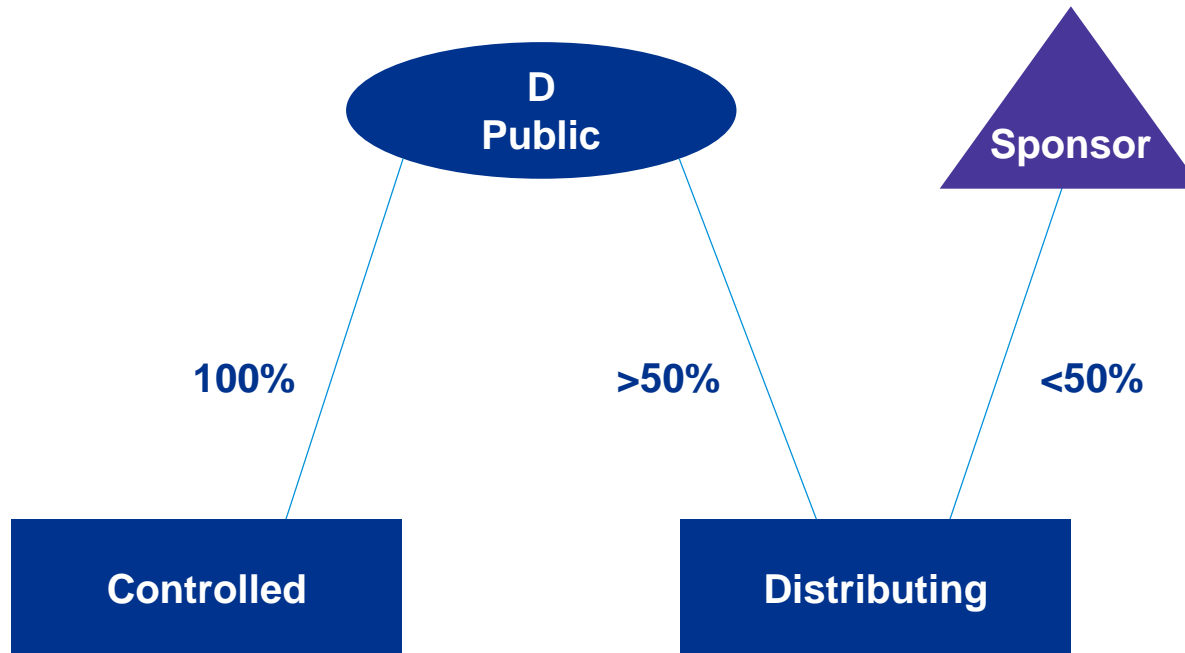 D
Public
Sponsor
100%
>50%
<50%
Controlled
Distributing